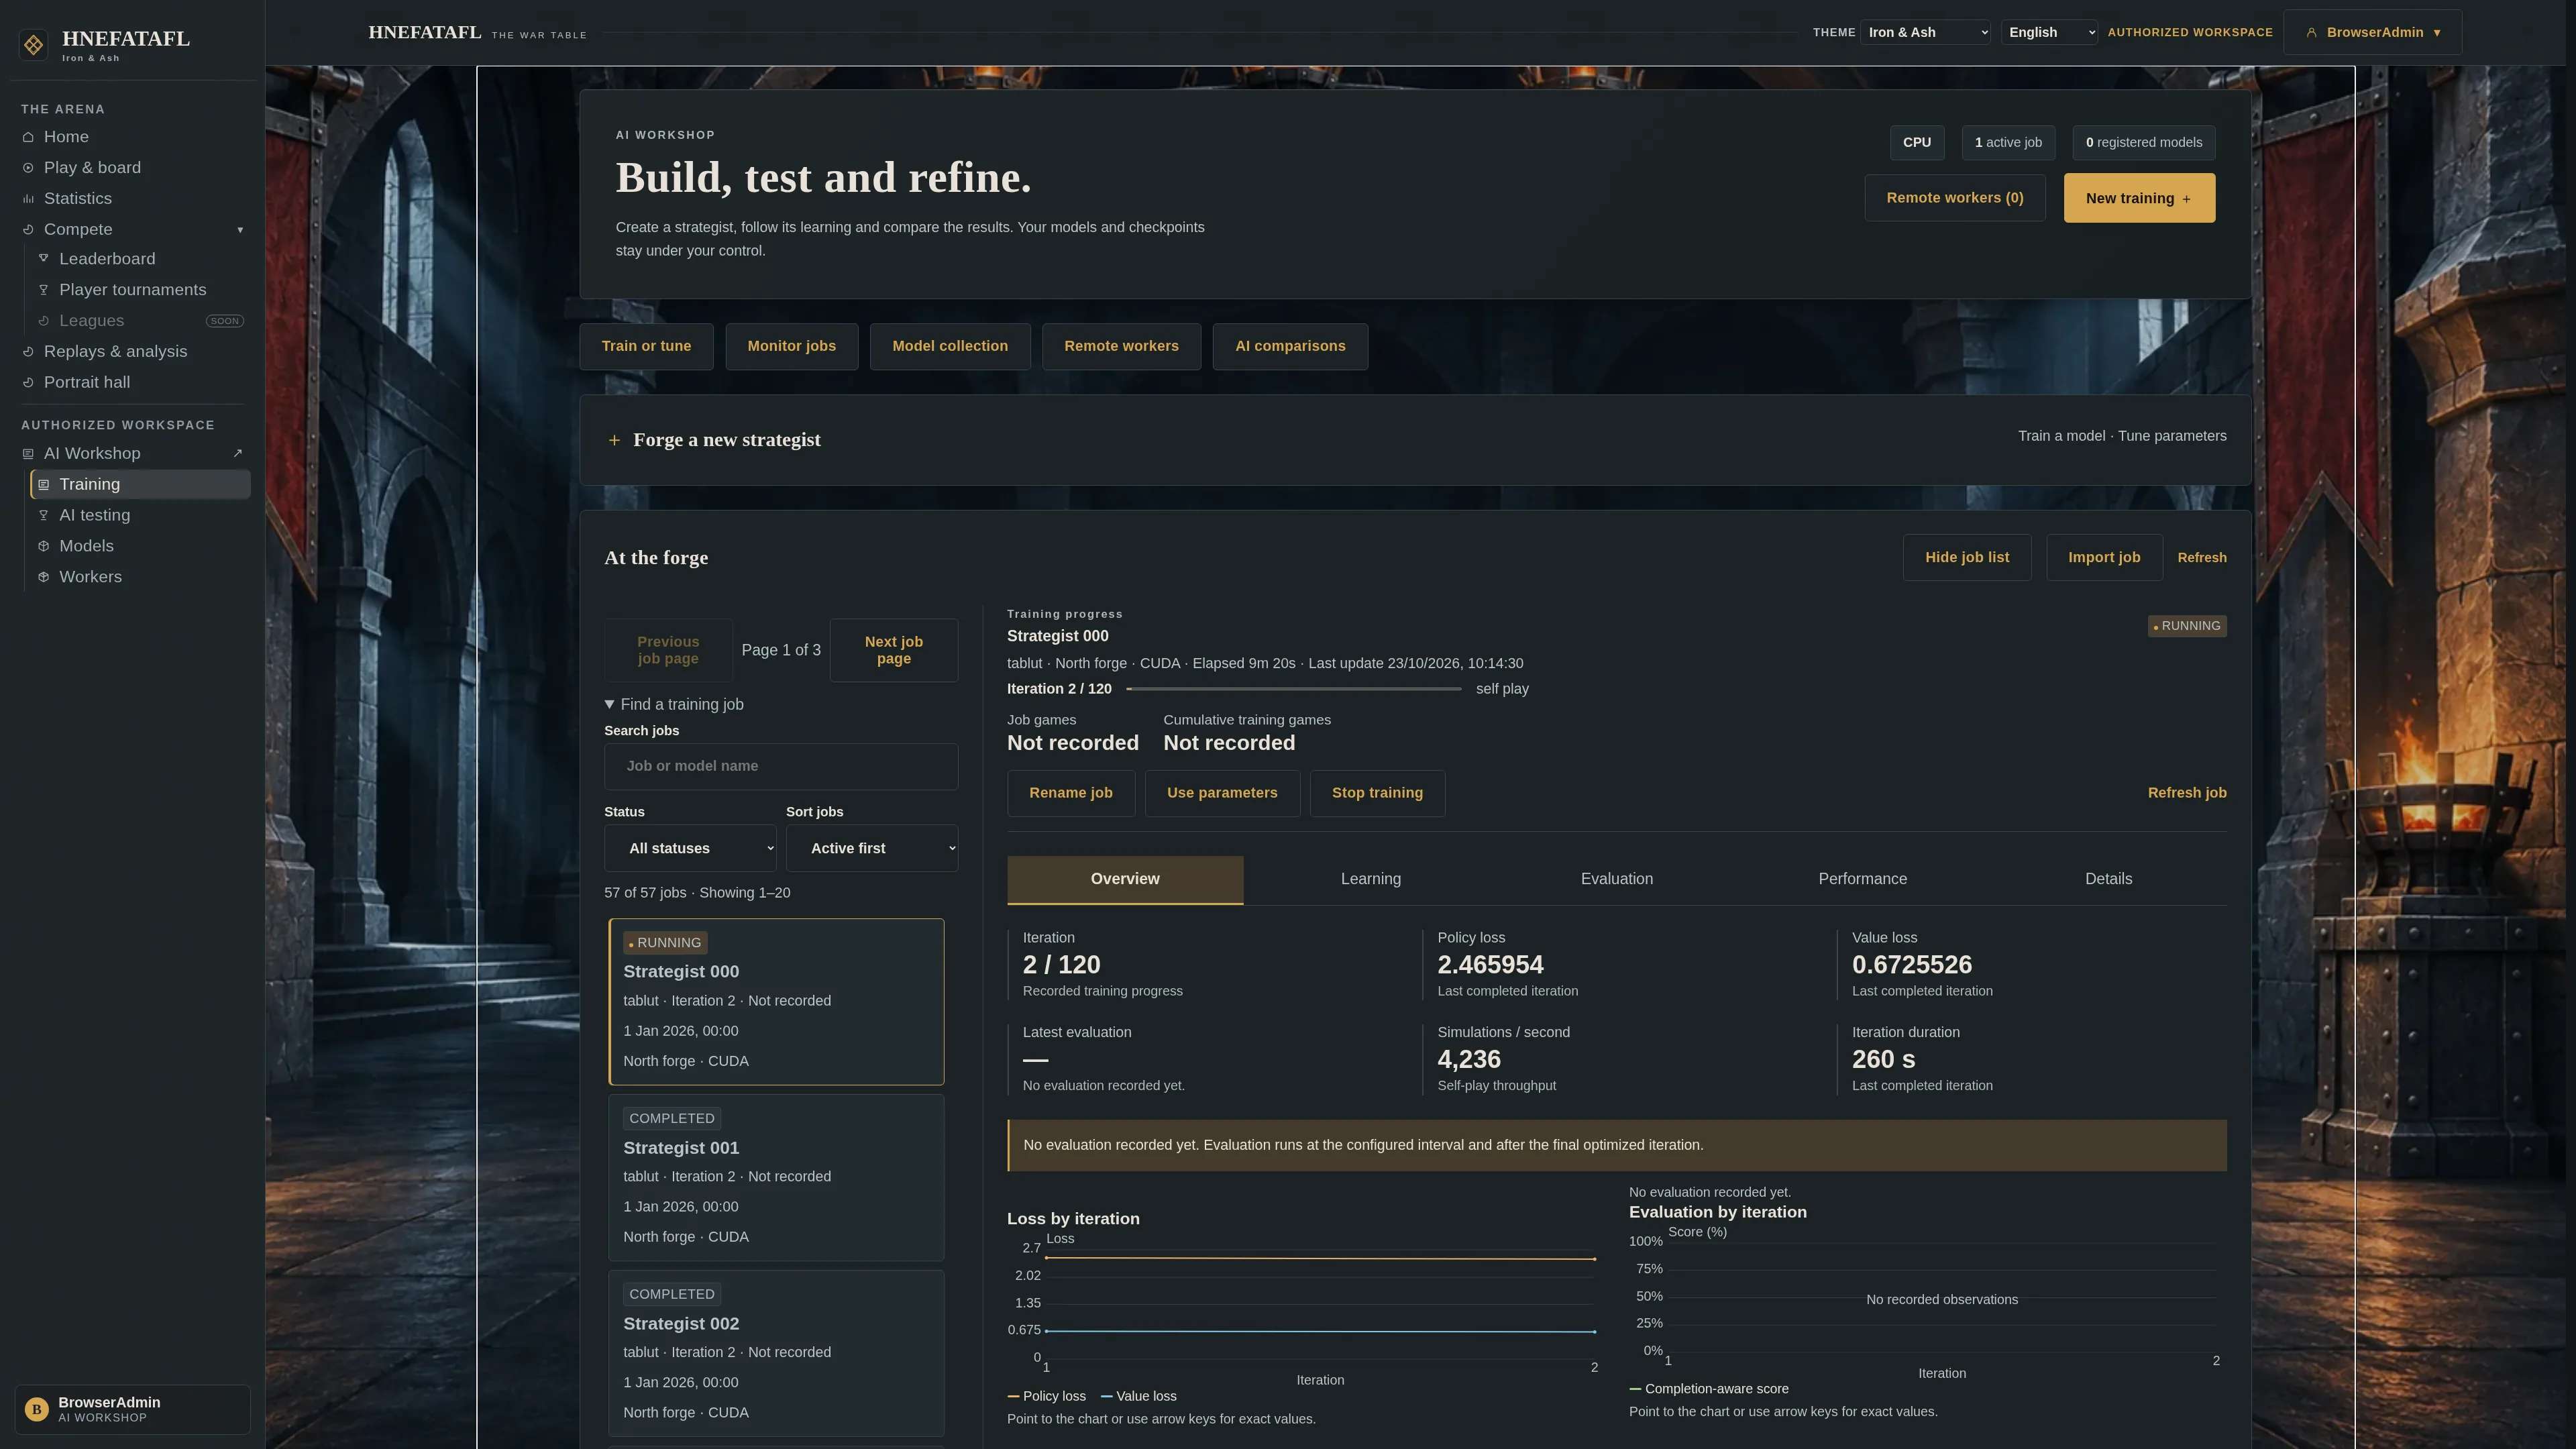 HNEFATAFL
Iron & Ash
THE ARENA
Home
Play & board
Statistics
Compete
Leaderboard
Player tournaments
Leagues SOON
Replays & analysis
Portrait hall
AUTHORIZED WORKSPACE
AI Workshop
Training
AI testing
Models
Workers
B BrowserAdmin
AI WORKSHOP
HNEFATAFL THE WAR TABLE
THEME Iron & Ash English AUTHORIZED WORKSPACE BrowserAdmin
AI WORKSHOP
Build, test and refine.
Create a strategist, follow its learning and compare the results. Your models and checkpoints
stay under your control.
CPU 1 active job 0 registered models
Remote workers (0) New training +
Train or tune Monitor jobs Model collection Remote workers AI comparisons
+ Forge a new strategist Train a model · Tune parameters
At the forge Hide job list Import job Refresh
Previous job page Page 1 of 3 Next job page
Find a training job
Search jobs
Job or model name
Status Sort jobs
All statuses Active first
57 of 57 jobs · Showing 1–20
RUNNING
Strategist 000
tablut · Iteration 2 · Not recorded
1 Jan 2026, 00:00
North forge · CUDA
COMPLETED
Strategist 001
tablut · Iteration 2 · Not recorded
1 Jan 2026, 00:00
North forge · CUDA
COMPLETED
Strategist 002
tablut · Iteration 2 · Not recorded
1 Jan 2026, 00:00
North forge · CUDA
Training progress
Strategist 000 RUNNING
tablut · North forge · CUDA · Elapsed 9m 20s · Last update 23/10/2026, 10:14:30
Iteration 2 / 120 self play
Job games Cumulative training games
Not recorded Not recorded
Rename job Use parameters Stop training Refresh job
Overview Learning Evaluation Performance Details
Iteration Policy loss Value loss
2 / 120 2.465954 0.6725526
Recorded training progress Last completed iteration Last completed iteration
Latest evaluation Simulations / second Iteration duration
— 4,236 260 s
No evaluation recorded yet. Self-play throughput Last completed iteration
No evaluation recorded yet. Evaluation runs at the configured interval and after the final optimized iteration.
Loss by iteration
Loss
2.7
2.02
1.35
0.675
0
1 2
Iteration
Policy loss Value loss
Point to the chart or use arrow keys for exact values.
No evaluation recorded yet.
Evaluation by iteration
Score (%)
100%
75%
50%
No recorded observations
25%
0%
1 2
Iteration
Completion-aware score
Point to the chart or use arrow keys for exact values.